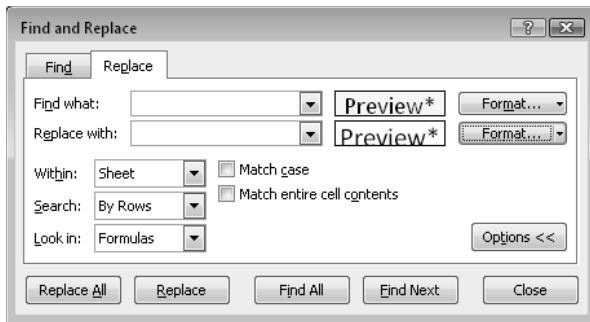 Find and Replace
Find Replace
Find what: Preview* Format...
Replace with: Preview* Format...
Within: Sheet Match case
Match entire cell contents
Search: By Rows
Look in: Formulas Options <<
Replace All Replace Find All Find Next Close